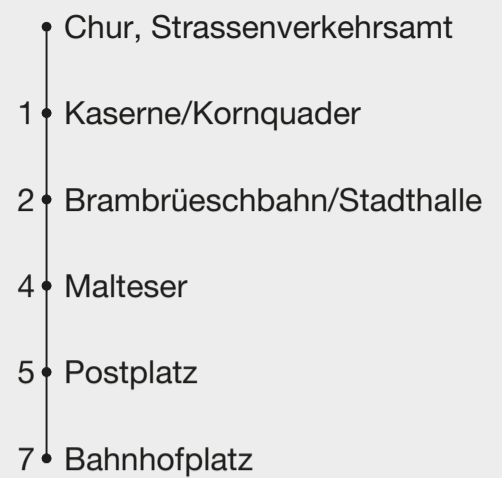 Chur, Strassenverkehrsamt
1 Kaserne/Kornquader
2 Brambrüeschbahn/Stadthalle
4 Malteser
5 Postplatz
7 Bahnhofplatz